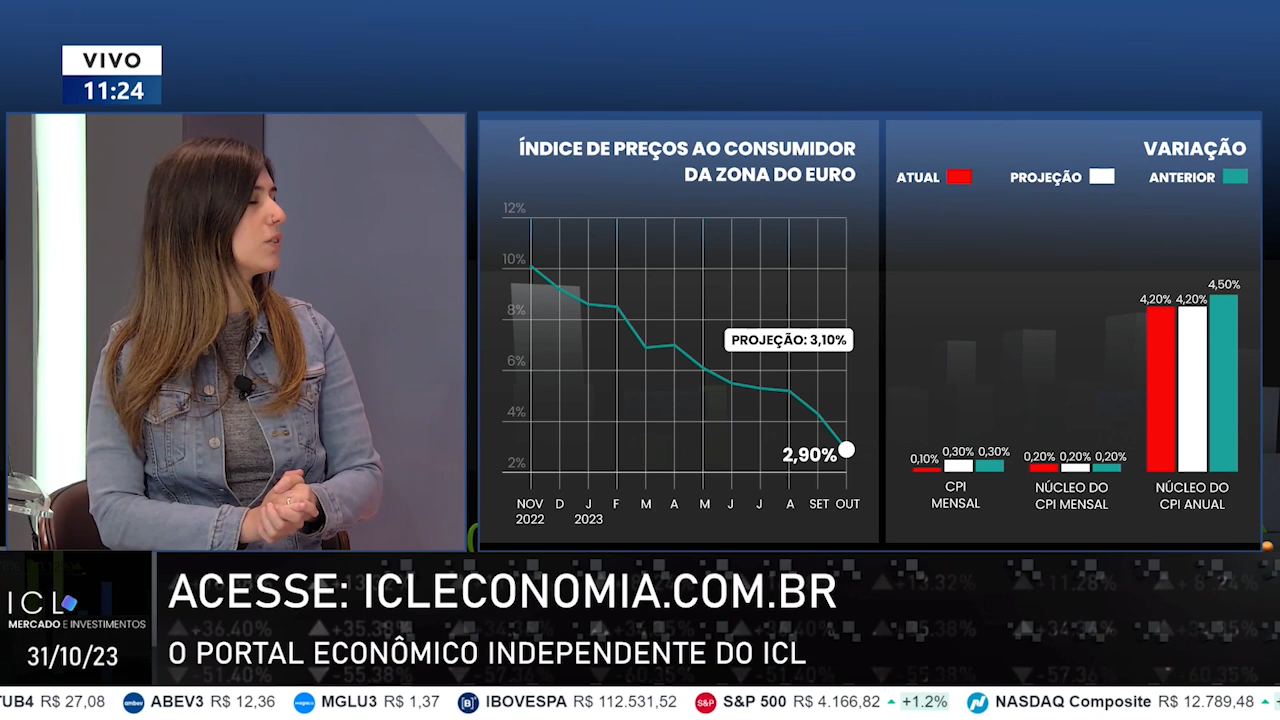 VIVO
11:24
ÍNDICE DE PREÇOS AO CONSUMIDOR
DA ZONA DO EURO
12%
10%
8%
6%
4%
2%
PROJEÇÃO: 3,10%
2,90%
NOV D J F M A M J J A SET OUT
2022 2023
VARIAÇÃO
ATUAL PROJEÇÃO ANTERIOR
0,10% 0,30% 0,30%
0,20% 0,20% 0,20%
4,20% 4,20% 4,50%
CPI
MENSAL
NÚCLEO DO
CPI MENSAL
NÚCLEO DO
CPI ANUAL
ICL
MERCADO E INVESTIMENTOS
31/10/23
ACESSE: ICLECONOMIA.COM.BR
O PORTAL ECONÔMICO INDEPENDENTE DO ICL
TUB4 R$ 27,08 ambev ABEV3 R$ 12,36 MGLU3 R$ 1,37 B IBOVESPA R$ 112.531,52 S&P S&P 500 R$ 4.166,82 +1.2% NASDAQ Composite R$ 12.789,48